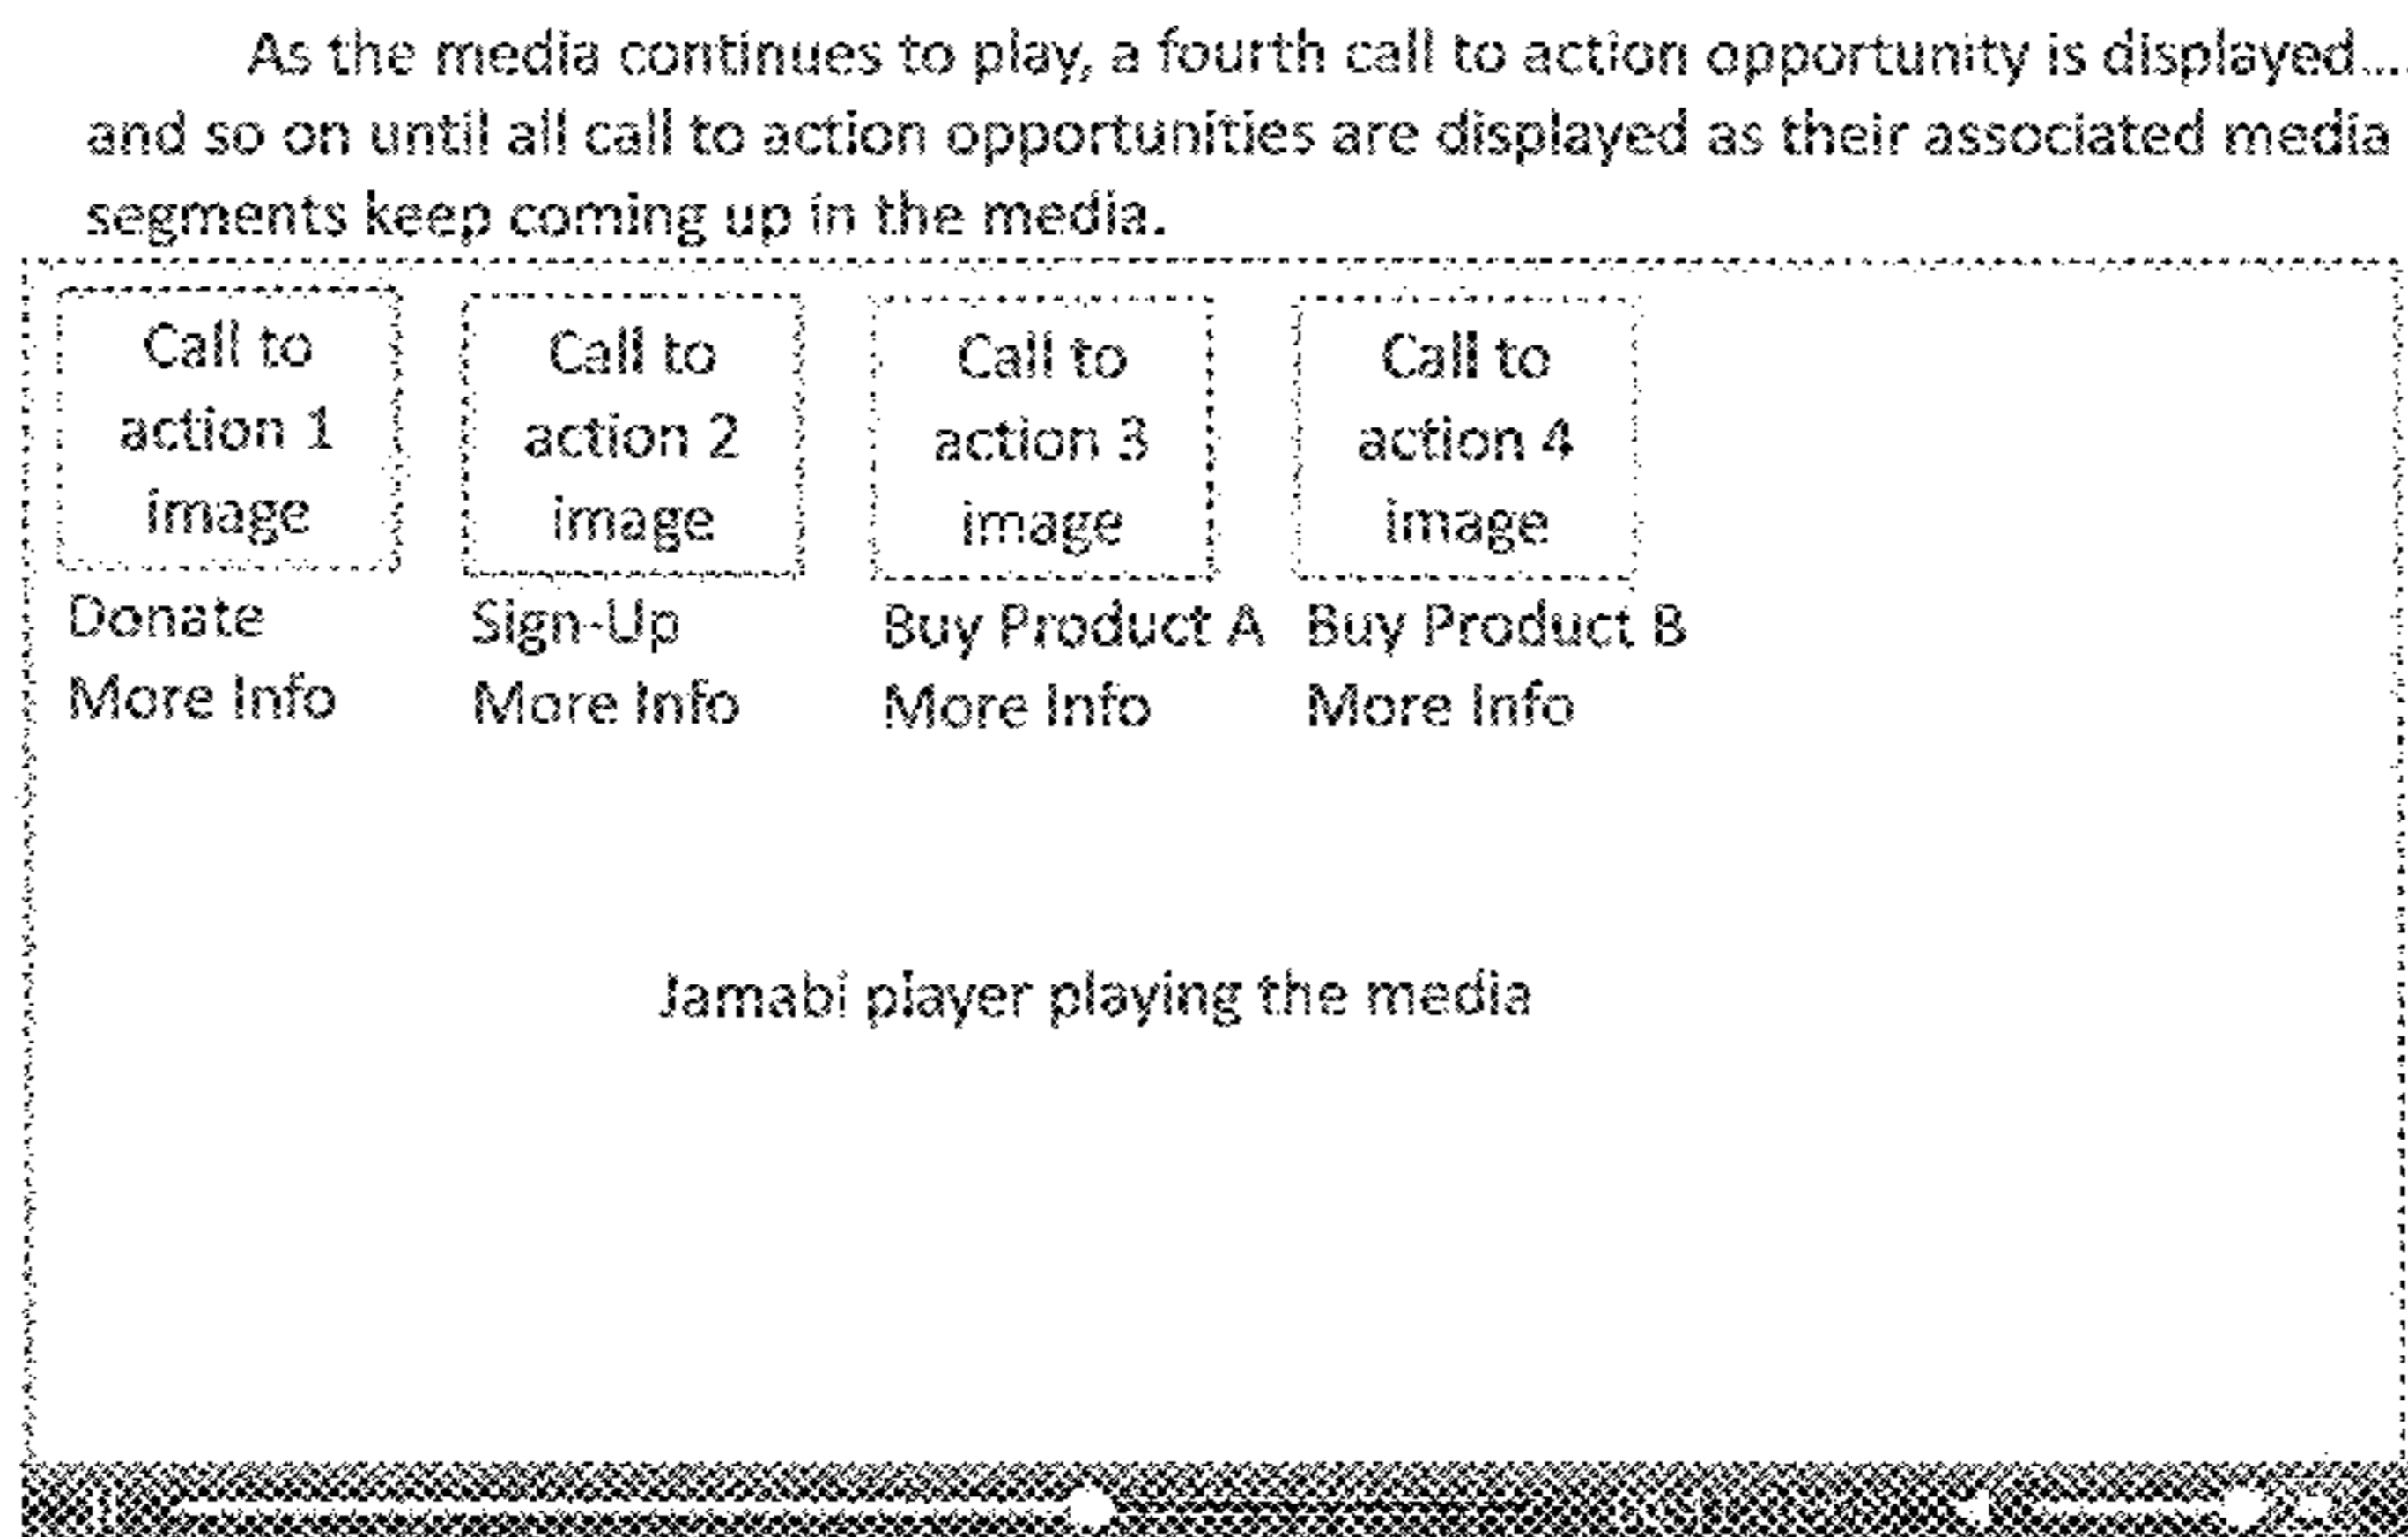 As the media continues to play, a fourth call to action opportunity is displayed....
and so on until all call to action opportunities are displayed as their associated media
segments keep coming up in the media.
Call to
action 1
image
Donate
More Info
Call to
action 2
image
Sign-Up
More Info
Call to
action 3
image
Buy Product A
More Info
Call to
action 4
image
Buy Product B
More Info
Jamabi player playing the media